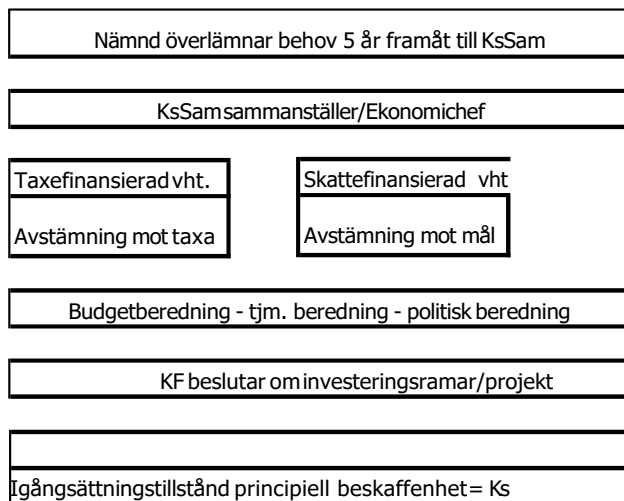 Nämnd överlämnar behov 5 år framåt till KsSam
KsSam sammanställer/Ekonomichef
Taxefinsierad vht.
Skattefinansierad vht
Avstämning mot taxa
Avstämning mot mål
Budgetberedning - tjm. beredning - politisk beredning
KF beslutar om investeringsramar/projekt
Igångsättningstillstånd principiell beskaffenhet= Ks